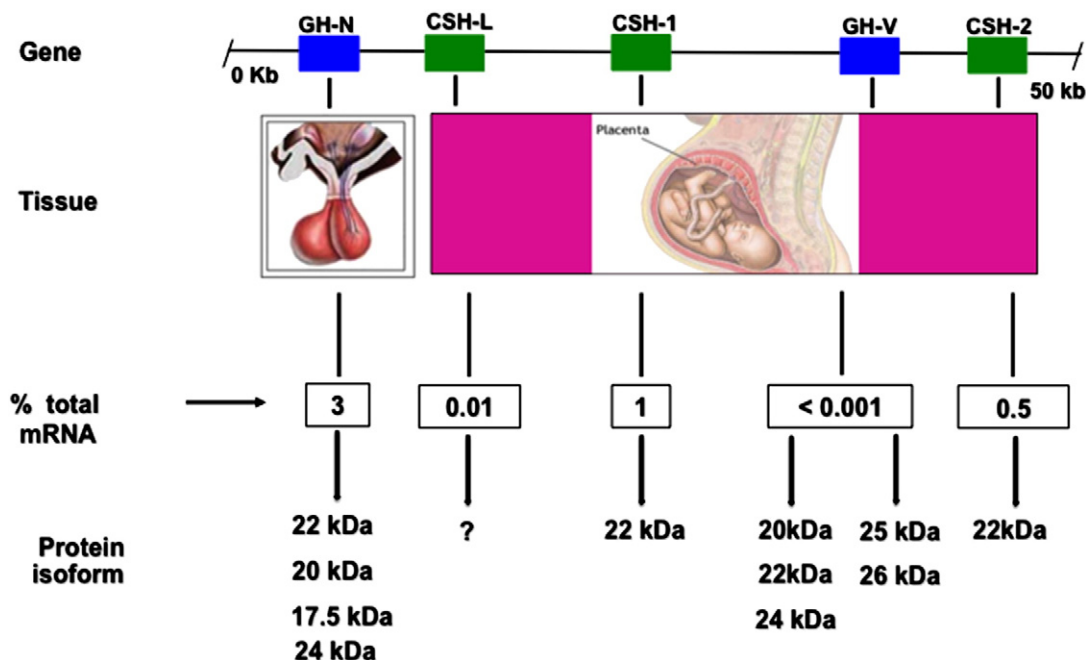 GH-N CSH-L CSH-1 GH-V CSH-2
Gene
0 Kb 50 kb
Placenta
Tissue
% total mRNA
3 0.01 1 < 0.001 0.5
Protein isoform
22 kDa ? 22 kDa 20kDa 25 kDa 22kDa
20 kDa 22kDa 26 kDa
17.5 kDa 24 kDa
24 kDa